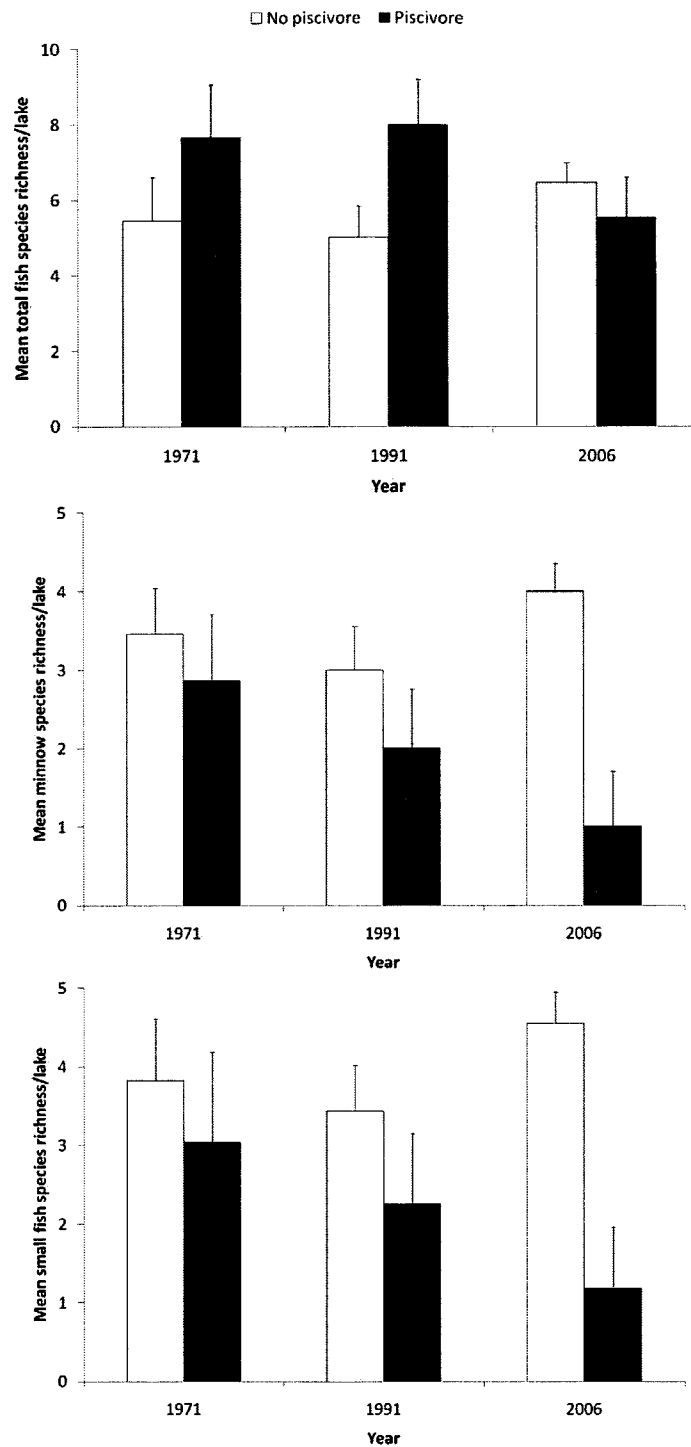 No piscivore Piscivore
Mean total fish species richness/lake
10
8
6
4
2
0
1971 1991 2006
Year
Mean minnow species richness/lake
5
4
3
2
1
0
1971 1991 2006
Year
Mean small fish species richness/lake
5
4
3
2
1
0
1971 1991 2006
Year